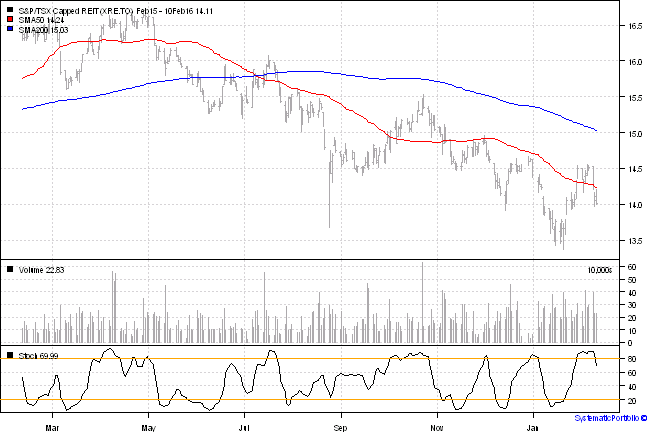 S&P/TSX Capped REIT (XRE.TO) Feb15 - 10Feb16 14.11
SMA50 14.24
SMA200 15.03
16.5
16.0
15.5
15.0
14.5
14.0
13.5
Volume 22.83
10,000s
60
50
40
30
20
10
0
Stoch 69.99
80
60
40
20
Mar May Jul Sep Nov Jan
SystematicPortfolio ©